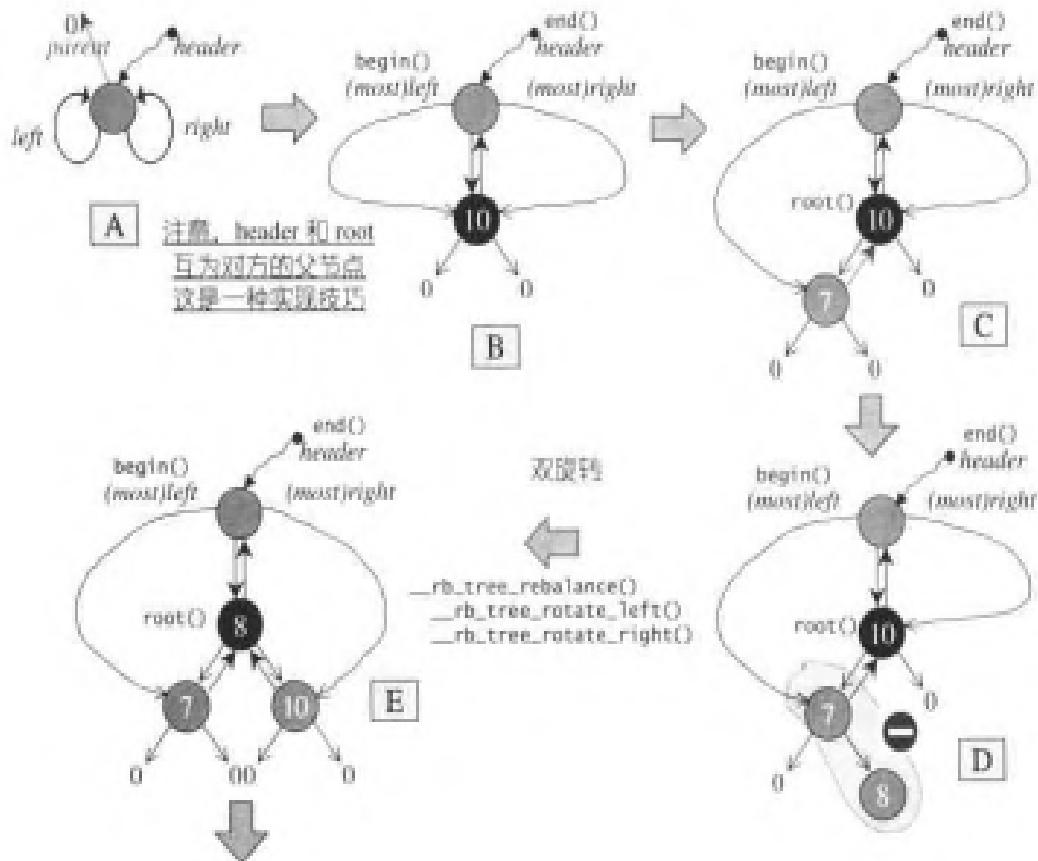 0
parent
header
left
right
A
注意，header 和 root
互为对方的父节点
这是一种实现技巧
end()
header
begin()
(most)left
(most)right
10
0
0
B
end()
header
begin()
(most)left
(most)right
root()
10
7
0
0
0
C
end()
header
begin()
(most)left
(most)right
root()
10
7
0
0
8
D
双旋转
__rb_tree_rebalance()
__rb_tree_rotate_left()
__rb_tree_rotate_right()
end()
header
begin()
(most)left
(most)right
root()
8
7
10
0
00
0
E